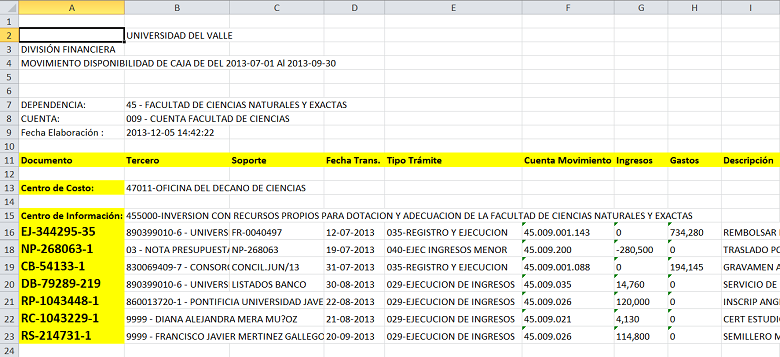 A B C D E F G H I
1
2 UNIVERSIDAD DEL VALLE
3 DIVISIÓN FINANCIERA
4 MOVIMIENTO DISPONIBILIDAD DE CAJA DE DEL 2013-07-01 Al 2013-09-30
5
6
7 DEPENDENCIA: 45 - FACULTAD DE CIENCIAS NATURALES Y EXACTAS
8 CUENTA: 009 - CUENTA FACULTAD DE CIENCIAS
9 Fecha Elaboración : 2013-12-05 14:42:22
10
11 Documento Tercero Soporte Fecha Trans. Tipo Trámite Cuenta Movimiento Ingresos Gastos Descripción
12
13 Centro de Costo: 47011-OFICINA DEL DECANO DE CIENCIAS
14
15 Centro de Información: 455000-INVERSION CON RECURSOS PROPIOS PARA DOTACION Y ADECUACION DE LA FACULTAD DE CIENCIAS NATURALES Y EXACTAS
16 EJ-344295-35 890399010-6 - UNIVERS FR-0040497 12-07-2013 035-REGISTRO Y EJECUCION 45.009.001.143 0 734,280 REMBOLSAR
18 NP-268063-1 03 - NOTA PRESUPUEST NP-268063 19-07-2013 040-EJEC INGRESOS MENOR 45.009.200 -280,500 0 TRASLADO PO
19 CB-54133-1 830069409-7 - CONSOR CONCIL.JUN/13 31-07-2013 035-REGISTRO Y EJECUCION 45.009.001.088 0 194,145 GRAVAMEN A
20 DB-79289-219 890399010-6 - UNIVERS LISTADOS BANCO 30-08-2013 029-EJECUCION DE INGRESOS 45.009.035 14,760 0 SERVICIO DE
21 RP-1043448-1 860013720-1 - PONTIFICIA UNIVERSIDAD JAVE 22-08-2013 029-EJECUCION DE INGRESOS 45.009.026 120,000 0 INSCRIP ANG
22 RC-1043229-1 9999 - DIANA ALEJANDRA MERA MU?OZ 21-08-2013 029-EJECUCION DE INGRESOS 45.009.021 4,130 0 CERT ESTUDI
23 RS-214731-1 9999 - FRANCISCO JAVIER MERTINEZ GALLEGO 20-09-2013 029-EJECUCION DE INGRESOS 45.009.026 114,800 0 SEMILLERO M
24